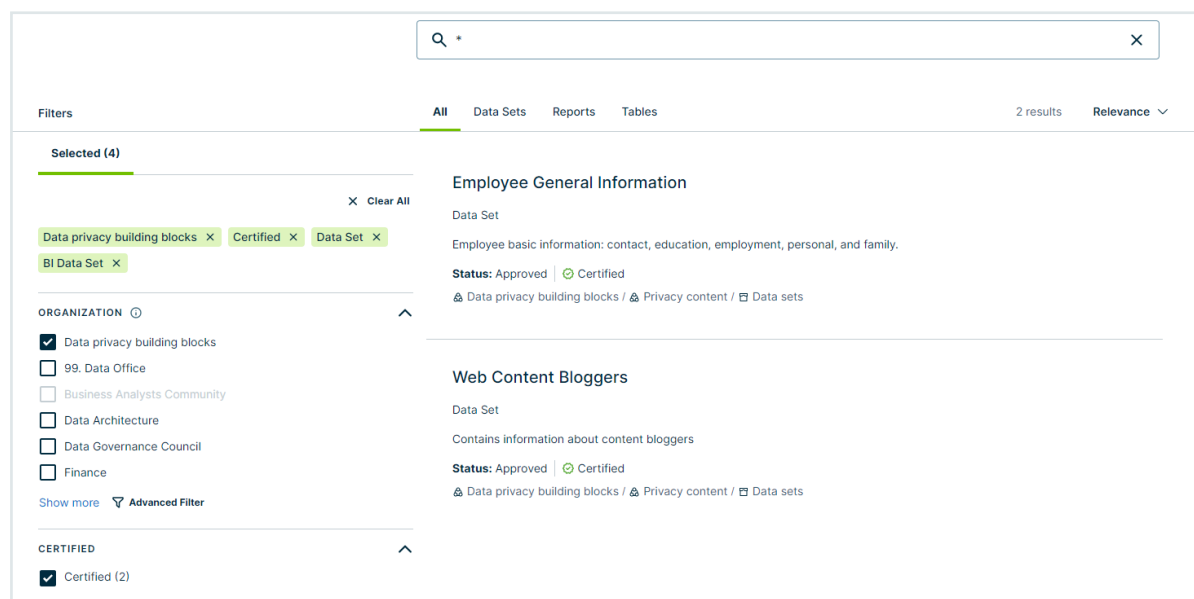 *
Filters
All Data Sets Reports Tables 2 results Relevance
Selected (4)
Clear All
Data privacy building blocks Certified Data Set
BI Data Set
ORGANIZATION
Data privacy building blocks
99. Data Office
Business Analysts Community
Data Architecture
Data Governance Council
Finance
Show more Advanced Filter
CERTIFIED
Certified (2)
Employee General Information
Data Set
Employee basic information: contact, education, employment, personal, and family.
Status: Approved Certified
Data privacy building blocks / Privacy content / Data sets
Web Content Bloggers
Data Set
Contains information about content bloggers
Status: Approved Certified
Data privacy building blocks / Privacy content / Data sets